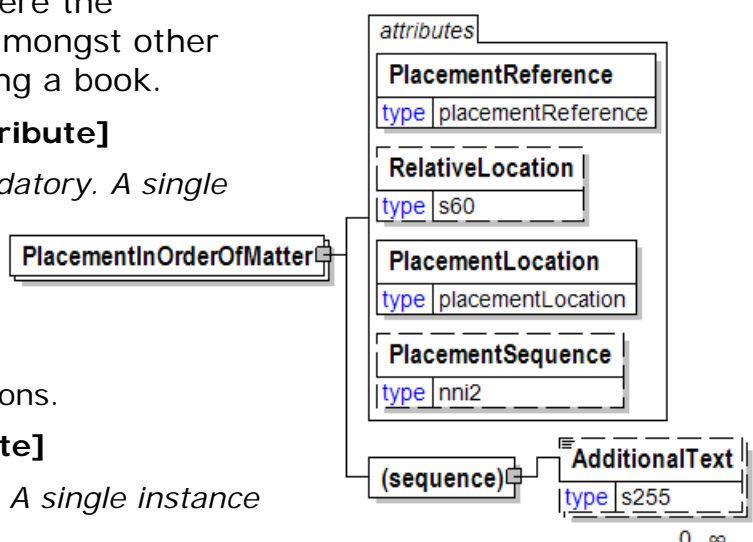 ere the
mongst other
ng a book.
ribute]
datory. A single
ons.
te]
A single instance
PlacementInOrderOfMatter
attributes
PlacementReference
type placementReference
RelativeLocation
type s60
PlacementLocation
type placementLocation
PlacementSequence
type nni2
(sequence)
AdditionalText
type s255
0..∞